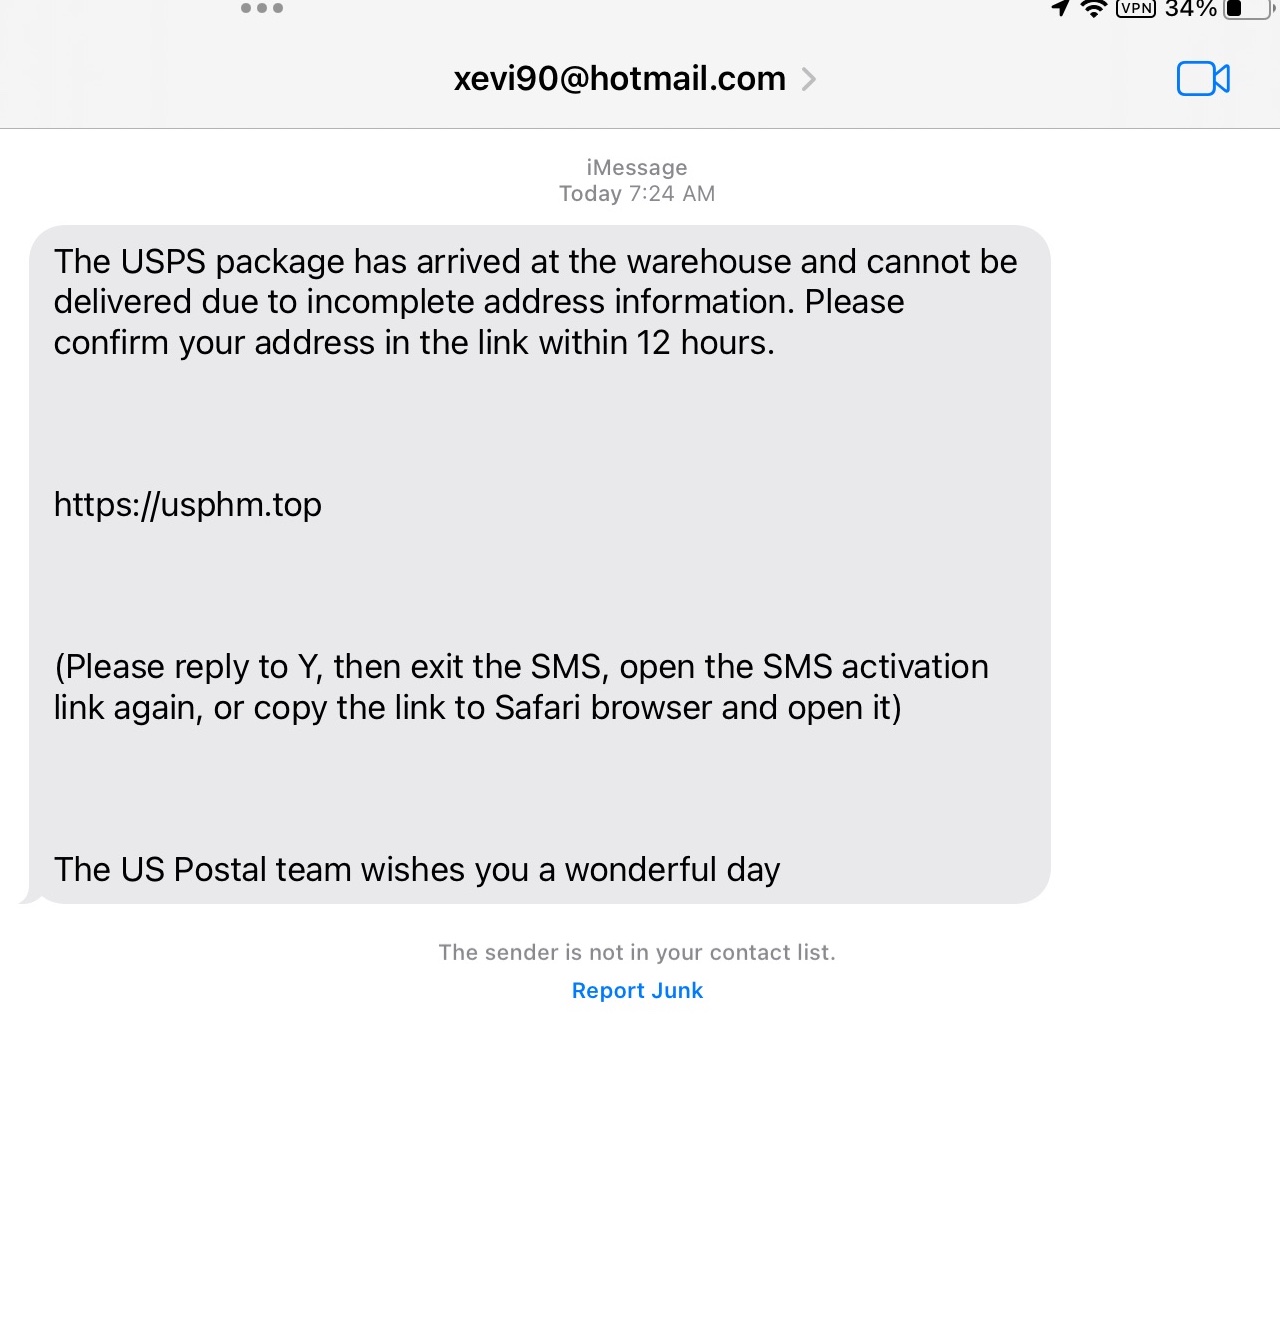 VPN 34%
xevi90@hotmail.com
iMessage
Today 7:24 AM
The USPS package has arrived at the warehouse and cannot be
delivered due to incomplete address information. Please
confirm your address in the link within 12 hours.
https://usphm.top
(Please reply to Y, then exit the SMS, open the SMS activation
link again, or copy the link to Safari browser and open it)
The US Postal team wishes you a wonderful day
The sender is not in your contact list.
Report Junk